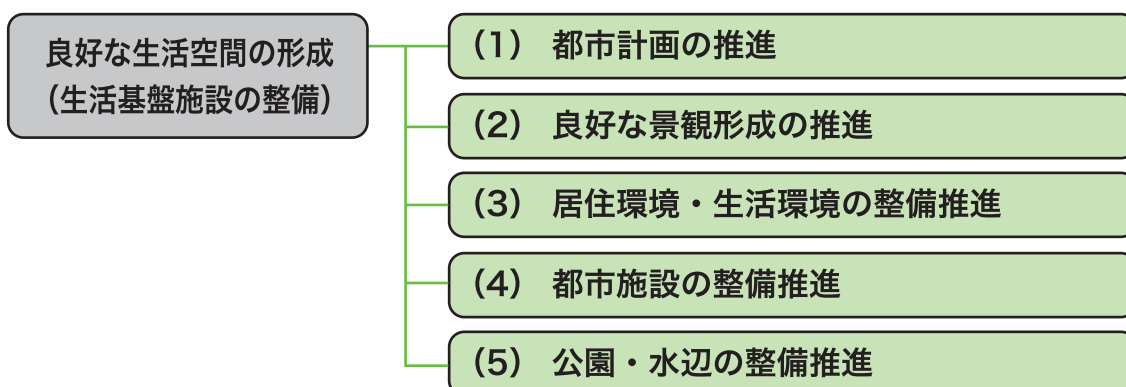 良好な生活空間の形成
（生活基盤施設の整備）
（1） 都市計画の推進
（2） 良好な景観形成の推進
（3） 居住環境・生活環境の整備推進
（4） 都市施設の整備推進
（5） 公園・水辺の整備推進